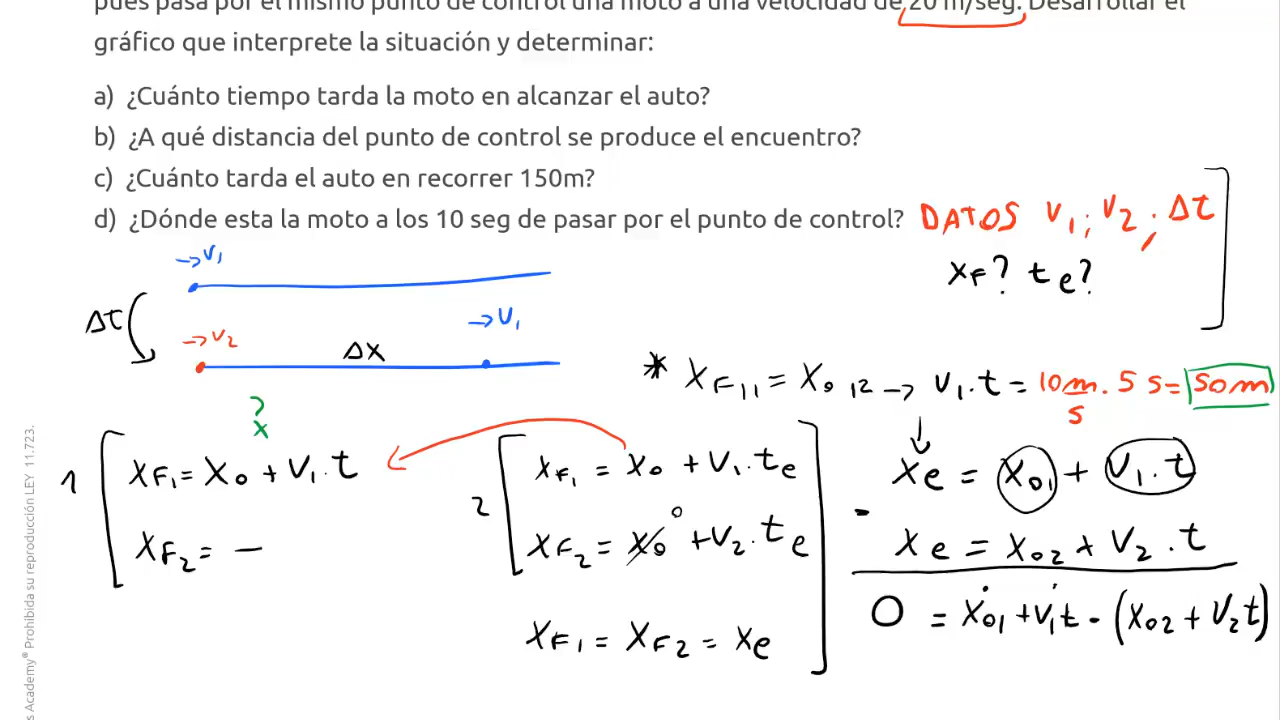 pues pasa por el mismo punto de control una moto a una velocidad de 20 m/seg. Desarrollar el
gráfico que interprete la situación y determinar:
a) ¿Cuánto tiempo tarda la moto en alcanzar el auto?
b) ¿A qué distancia del punto de control se produce el encuentro?
c) ¿Cuánto tarda el auto en recorrer 150m?
d) ¿Dónde esta la moto a los 10 seg de pasar por el punto de control?
DATOS V1; V2; Δt
XF? te?
→V1
Δt
→V2
ΔX
→V1
* XF11 = X0 12 → V1.t = 10 m/s . 5 s = 50m
?
x
1
XF1 = X0 + V1.t
XF2 = —
2
XF1 = X0 + V1.te
XF2 = X0 0 + V2.te
XF1 = XF2 = Xe
Xe = X01 + V1.t
-
Xe = X02 + V2.t
0 = X01 + V1t - (X02 + V2t)
s Academy® Prohibida su reproducción LEY 11.723.